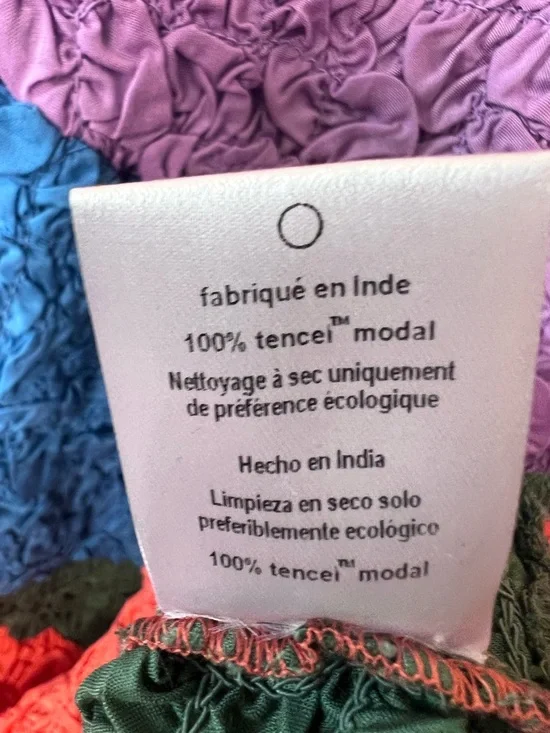 fabriqué en Inde
100% tencel™ modal
Nettoyage à sec uniquement
de préférence écologique
Hecho en India
Limpieza en seco solo
preferiblemente ecológico
100% tencel™ modal